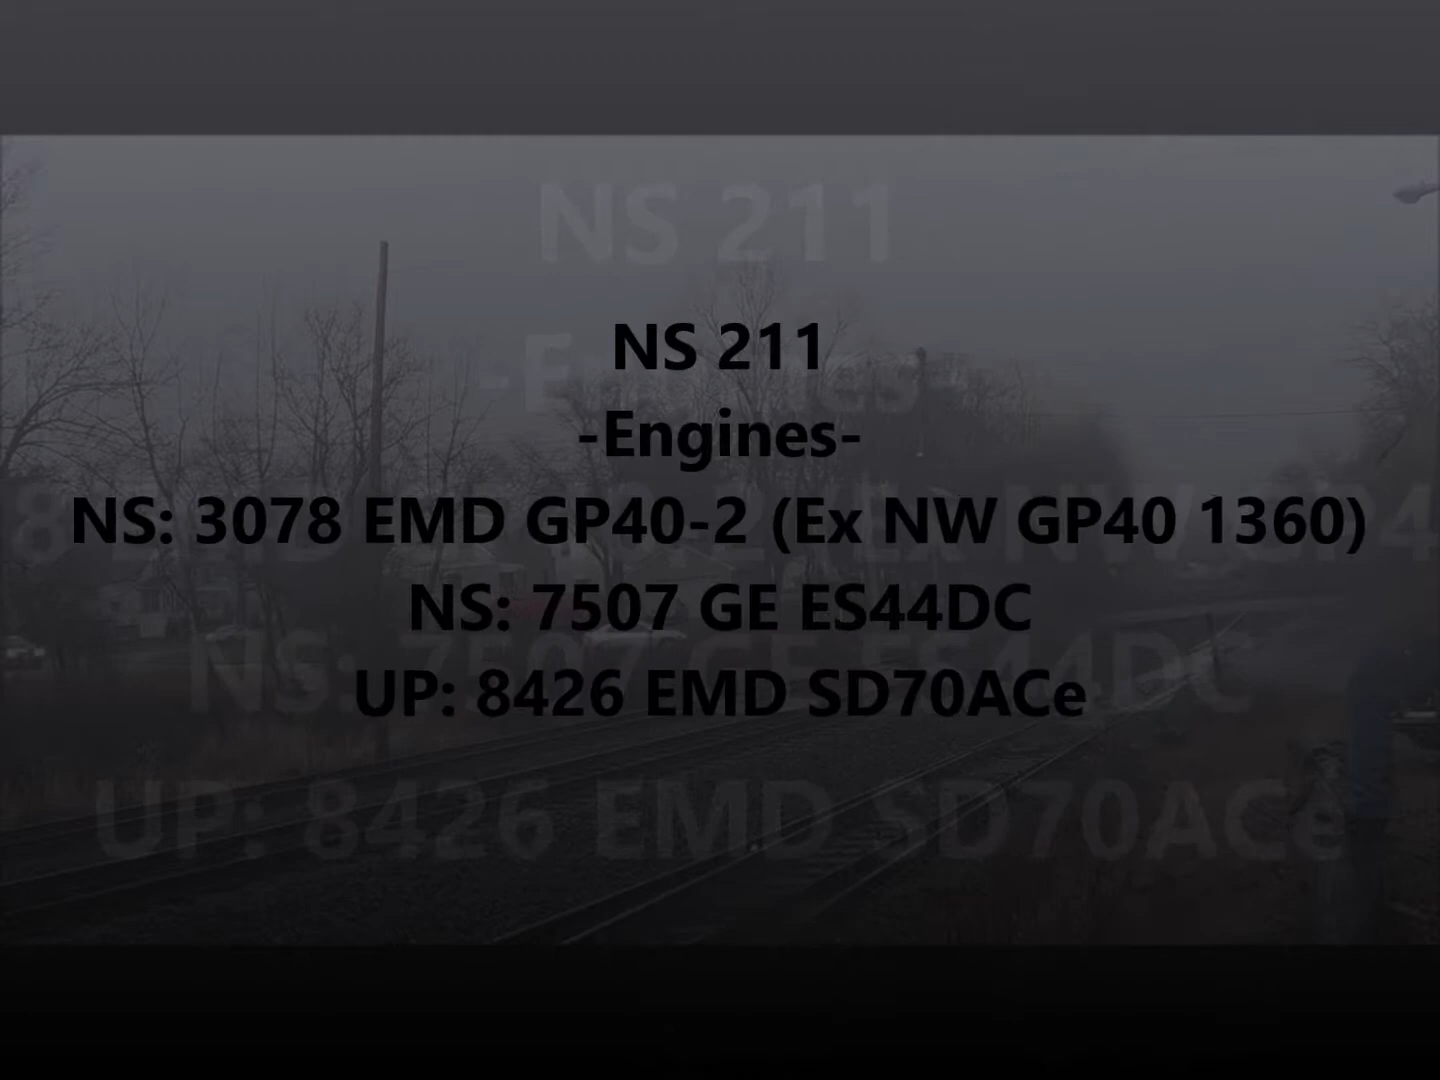 NS 211
-Engines-
NS: 3078 EMD GP40-2 (Ex NW GP40 1360)
NS: 7507 GE ES44DC
UP: 8426 EMD SD70ACe